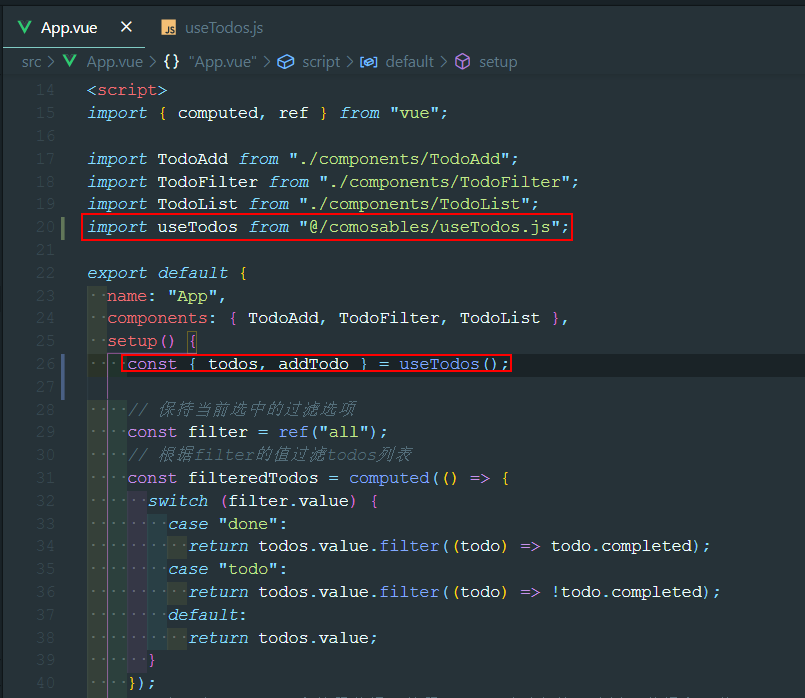 App.vue
JS useTodos.js
src > App.vue > {} "App.vue" > script > default > setup
14 <script>
15 import { computed, ref } from "vue";
16
17 import TodoAdd from "./components/TodoAdd";
18 import TodoFilter from "./components/TodoFilter";
19 import TodoList from "./components/TodoList";
20 import useTodos from "@/comosables/useTodos.js";
21
22 export default {
23 name: "App",
24 components: { TodoAdd, TodoFilter, TodoList },
25 setup() {
26 const { todos, addTodo } = useTodos();
27
28 // 保待当前选中的过滤选项
29 const filter = ref("all");
30 // 根据filter的值过滤todos列表
31 const filteredTodos = computed(() => {
32 switch (filter.value) {
33 case "done":
34 return todos.value.filter((todo) => todo.completed);
35 case "todo":
36 return todos.value.filter((todo) => !todo.completed);
37 default:
38 return todos.value;
39 }
40 });